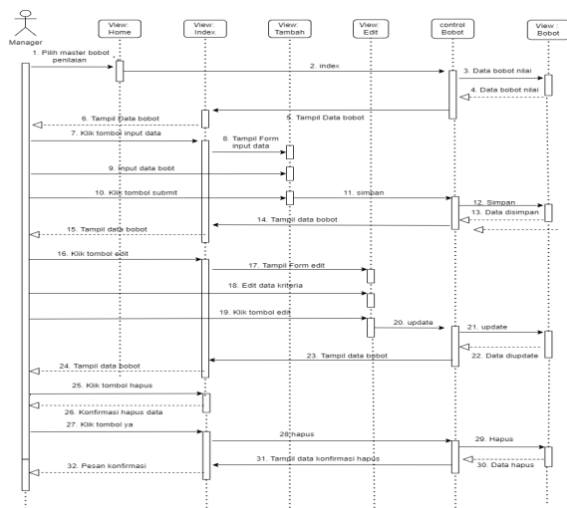 View: Home
View: Index
View: Tambah
View: Edit
control Bobot
View : Bobot
Manager
1. Pilih master bobot penilaian
2. index
3. Data bobot nilai
4. Data bobot nilai
5. Tampil Data bobot
6. Tampil Data bobot
7. Klik tombol input data
8. Tampil Form input data
9. Input data bobt
10. Klik tombol submit
11. simpan
12. Simpan
13. Data disimpan
14. Tampil data bobot
15. Tampil data bobot
16. Klik tombol edit
17. Tampil Form edit
18. Edit data kriteria
19. Klik tombol edit
20. update
21. update
22. Data diupdate
23. Tampil data bobot
24. Tampil data bobot
25. Klik tombol hapus
26. Konfirmasi hapus data
27. Klik tombol ya
28.hapus
29. Hapus
30. Data hapus
31. Tampil data konfirmasi hapus
32. Pesan konfirmasi